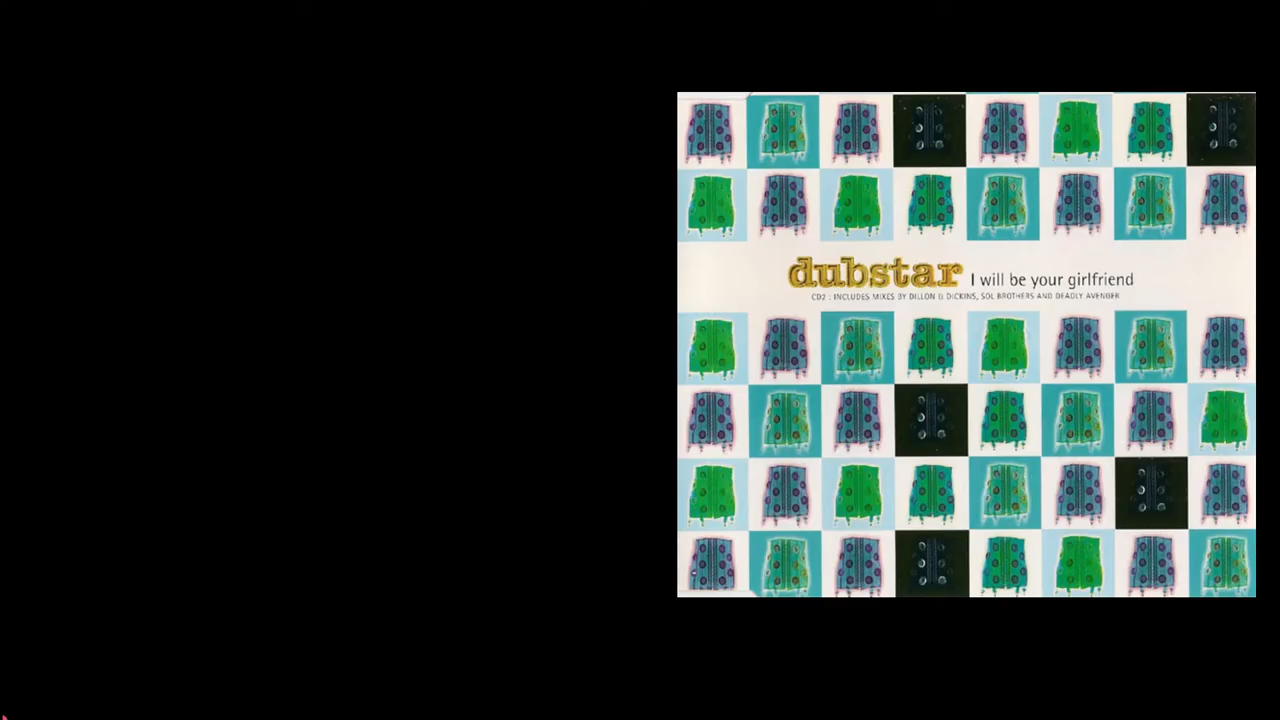 dubstar I will be your girlfriend
CD2 : INCLUDES MIXES BY DILLON & DICKINS, SOL BROTHERS AND DEADLY AVENGER